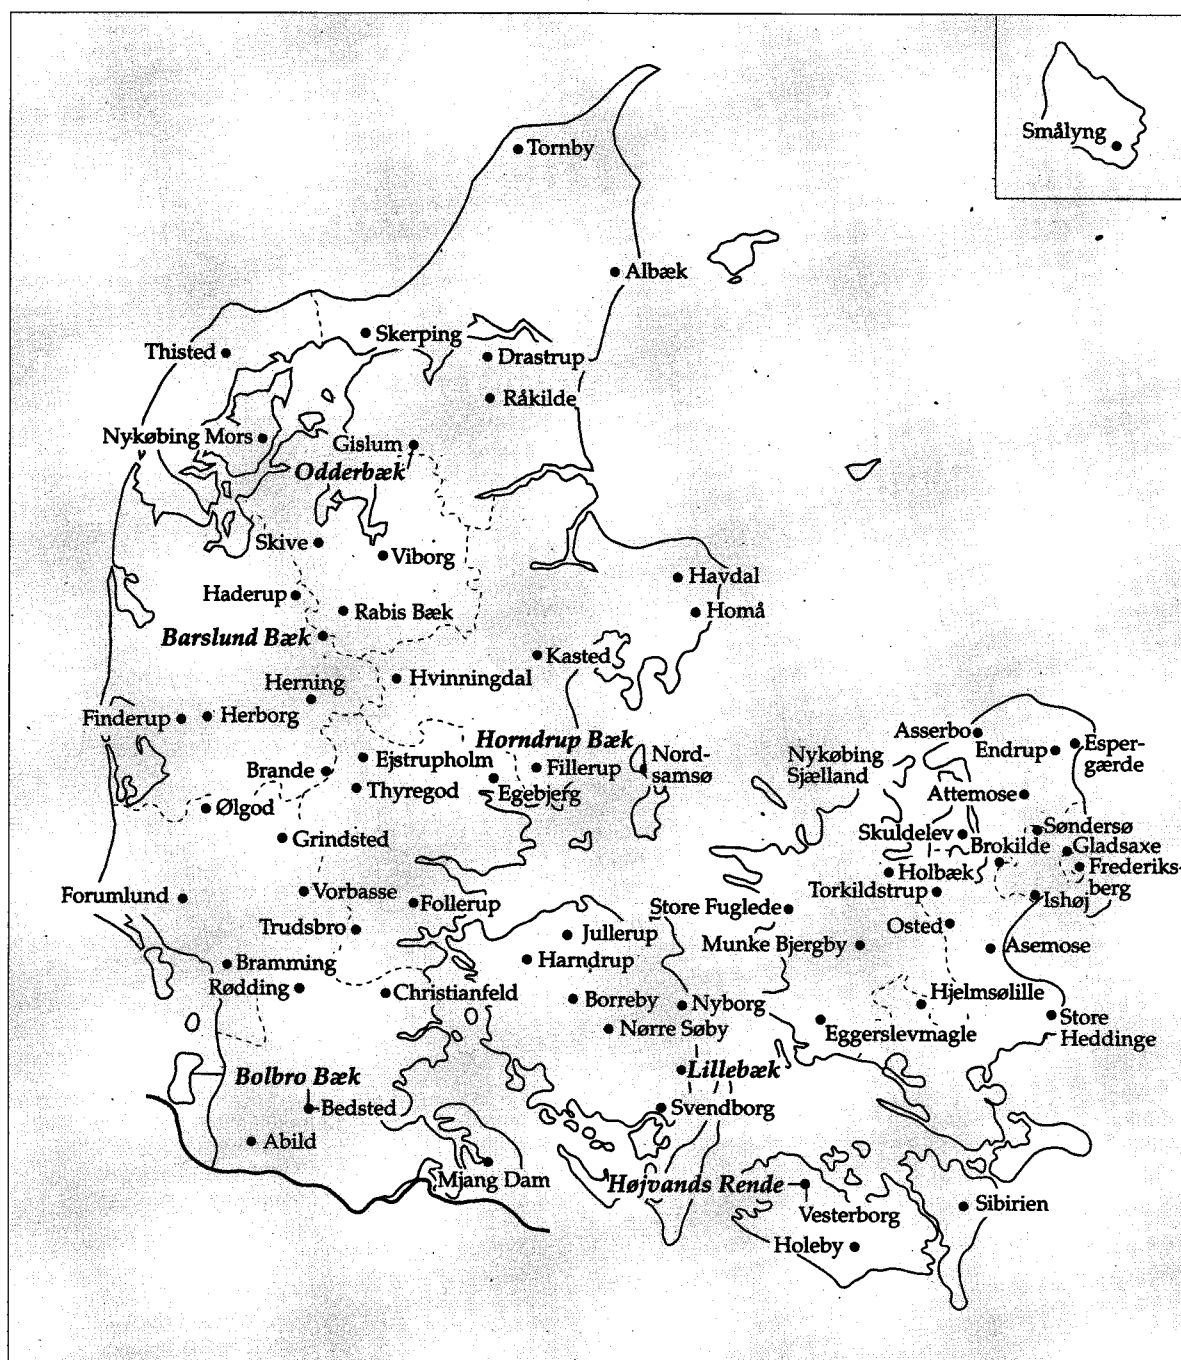 Smålyng
Tornby
Albæk
Skerping
Thisted
Drastrup
Råkilde
Nykøbing Mors
Gislum
Odderbæk
Skive
Viborg
Havdal
Haderup
Rabis Bæk
Homå
Barslund Bæk
Kasted
Herning
Hvinningdal
Finderup
Herborg
Asserbo
Horndrup Bæk
Endrup
Esper-
gærde
Nord-
samsø
Nykøbing
Sjælland
Ejstrupholm
Fillerup
Brande
Thyregod
Egebjerg
Attemose
Ølgod
Grindsted
Skuldelev
Søndersø
Brokilde
Gladsaxe
Holbæk
Frederiks-
berg
Forumlund
Vorbasse
Torkildstrup
Ishøj
Follerup
Store Fuglede
Trudsbro
Osted
Jullerup
Munke Bjergby
Asemose
Bramming
Harndrup
Rødding
Christianfeld
Borreby
Nyborg
Hjelmsølille
Nørre Søby
Eggerslevmagle
Store
Heddinge
Bolbro Bæk
Lillebæk
Bedsted
Svendborg
Abild
Mjang Dam
Højvands Rende
Vesterborg
Sibirien
Holeby